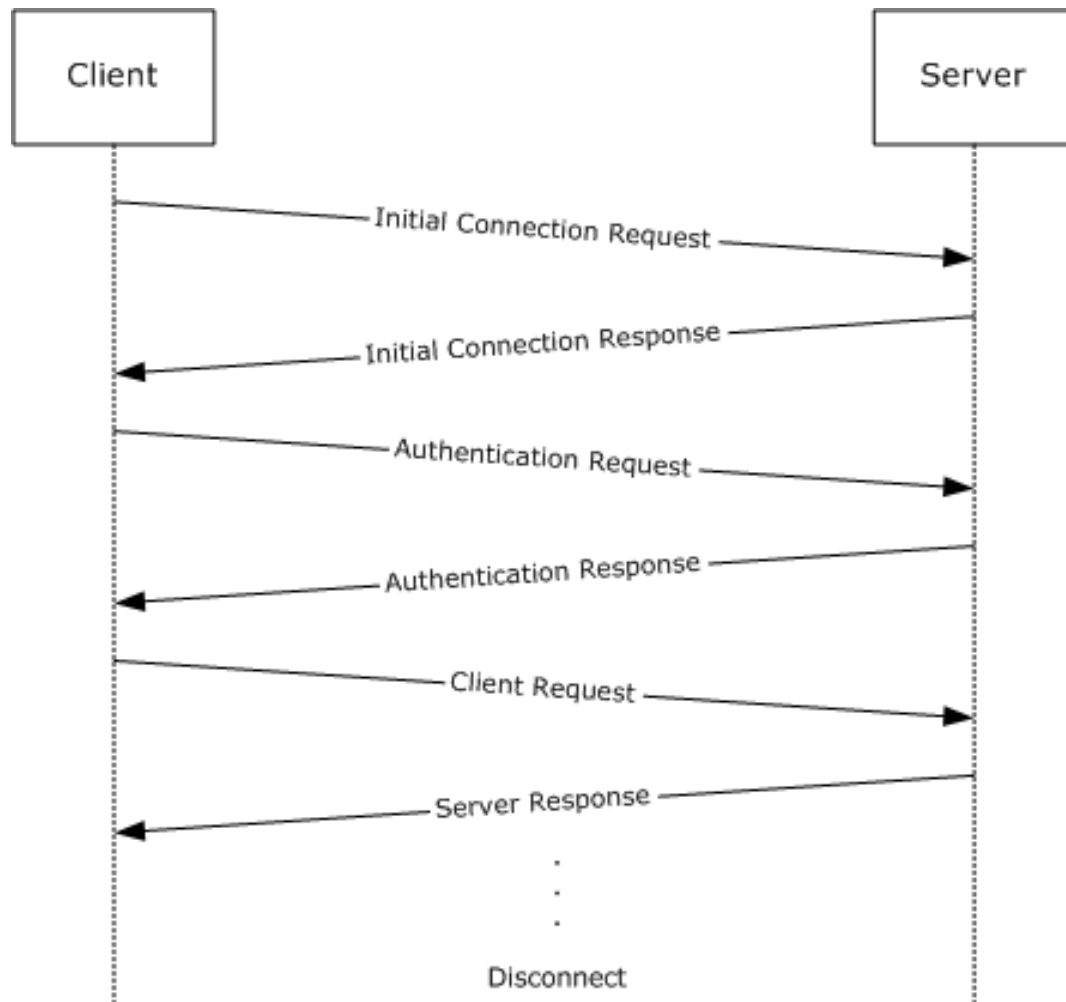 Client
Server
Initial Connection Request
Initial Connection Response
Authentication Request
Authentication Response
Client Request
Server Response
.
.
.
Disconnect